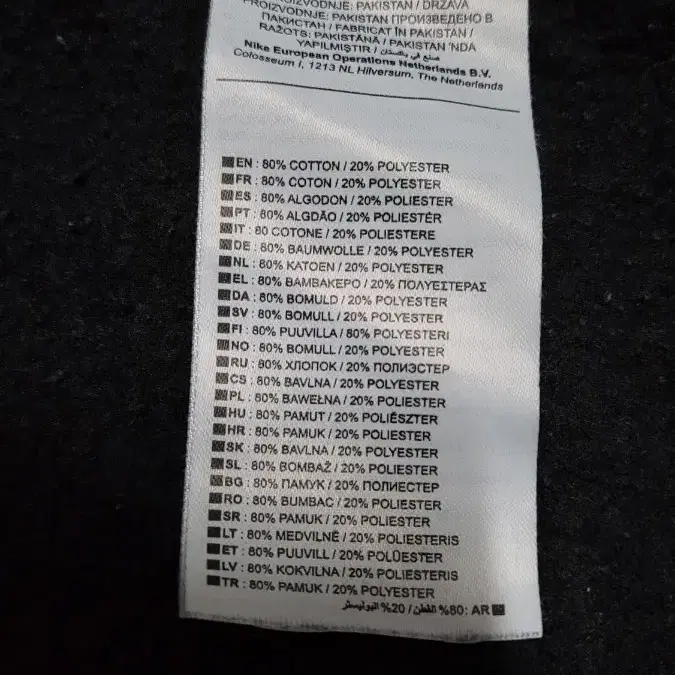 PROIZVODNJE: PAKISTAN / DRŽAVA
PROIZVODNJE: PAKISTAN ПРОИЗВЕДЕНО В
ПАКИСТАН / FABRICAT ÎN PAKISTAN /
RAŽOTS: PAKISTĀNĀ / PAKISTAN 'NDA
YAPILMIŞTIR / صنع في باكستان
Nike European Operations Netherlands B.V.
Colosseum I, 1213 NL Hilversum, The Netherlands
EN : 80% COTTON / 20% POLYESTER
FR : 80% COTON / 20% POLYESTER
ES : 80% ALGODON / 20% POLIESTER
PT : 80% ALGDÃO / 20% POLIESTÉR
IT : 80 COTONE / 20% POLIESTERE
DE : 80% BAUMWOLLE / 20% POLYESTER
NL : 80% KATOEN / 20% POLYESTER
EL : 80% ΒΑΜΒΑΚΕΡΟ / 20% ΠΟΛΥΕΣΤΕΡΑΣ
DA : 80% BOMULD / 20% POLYESTER
SV : 80% BOMULL / 20% POLYESTER
FI : 80% PUUVILLA / 80% POLYESTERI
NO : 80% BOMULL / 20% POLYESTER
RU : 80% ХЛОПОК / 20% ПОЛИЭСТЕР
CS : 80% BAVLNA / 20% POLYESTER
PL : 80% BAWEŁNA / 20% POLYESTER
HU : 80% PAMUT / 20% POLIÉSZTER
HR : 80% PAMUK / 20% POLIESTER
SK : 80% BAVLNA / 20% POLYESTER
SL : 80% BOMBAŽ / 20% POLIESTER
BG : 80% ПАМУК / 20% ПОЛИЕСТЕР
RO : 80% BUMBAC / 20% POLIESTER
SR : 80% PAMUK / 20% POLIESTER
LT : 80% MEDVILNĖ / 20% POLIESTERIS
ET : 80% PUUVILL / 20% POLÜESTER
LV : 80% KOKVILNA / 20% POLIESTERIS
TR : 80% PAMUK / 20% POLYESTER
AR :80% القطن / 20% البوليستر